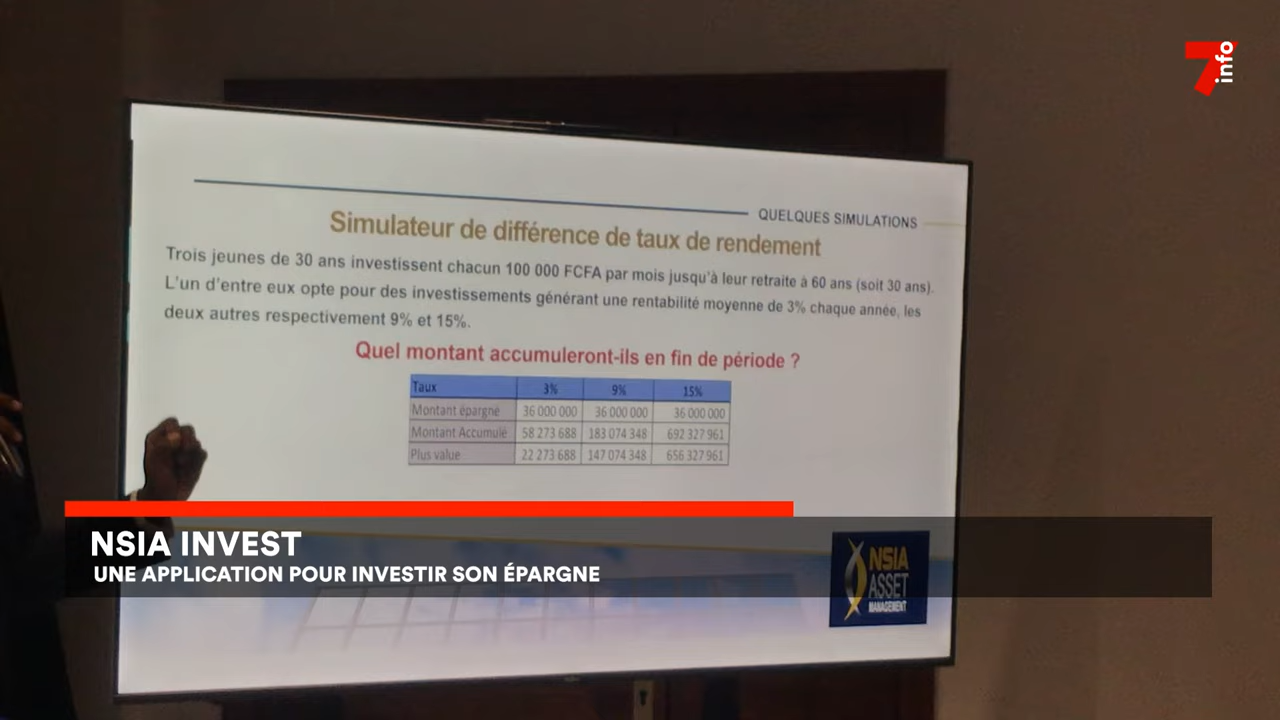 7info
QUELQUES SIMULATIONS
Simulateur de différence de taux de rendement
Trois jeunes de 30 ans investissent chacun 100 000 FCFA par mois jusqu'à leur retraite à 60 ans (soit 30 ans).
L'un d'entre eux opte pour des investissements générant une rentabilité moyenne de 3% chaque année, les
deux autres respectivement 9% et 15%.
Quel montant accumuleront-ils en fin de période ?
Taux 3% 9% 15%
Montant épargne 36 000 000 36 000 000 36 000 000
Montant Accumulé 58 273 688 183 074 348 692 327 961
Plus value 22 273 688 147 074 348 656 327 961
NSIA INVEST
UNE APPLICATION POUR INVESTIR SON ÉPARGNE
NSIA
ASSET
MANAGEMENT